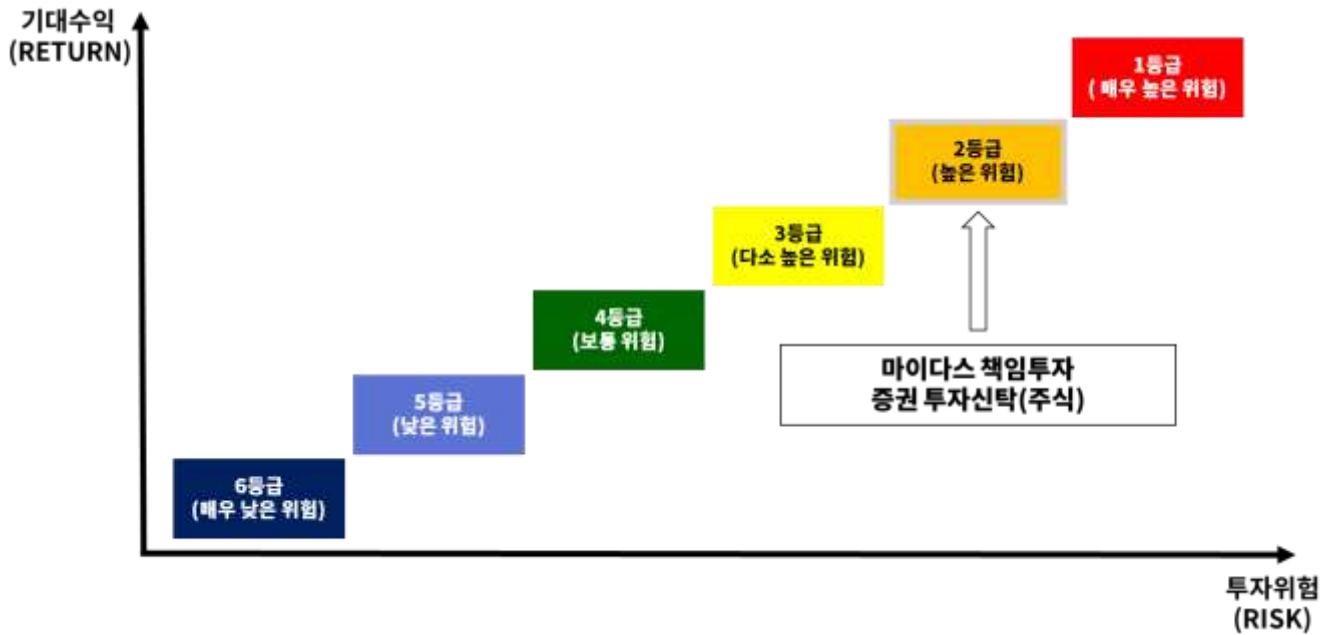 기대수익
(RETURN)
1등급
( 매우 높은 위험)
2등급
(높은 위험)
3등급
(다소 높은 위험)
4등급
(보통 위험)
마이다스 책임투자
증권 투자신탁(주식)
5등급
(낮은 위험)
6등급
(매우 낮은 위험)
투자위험
(RISK)